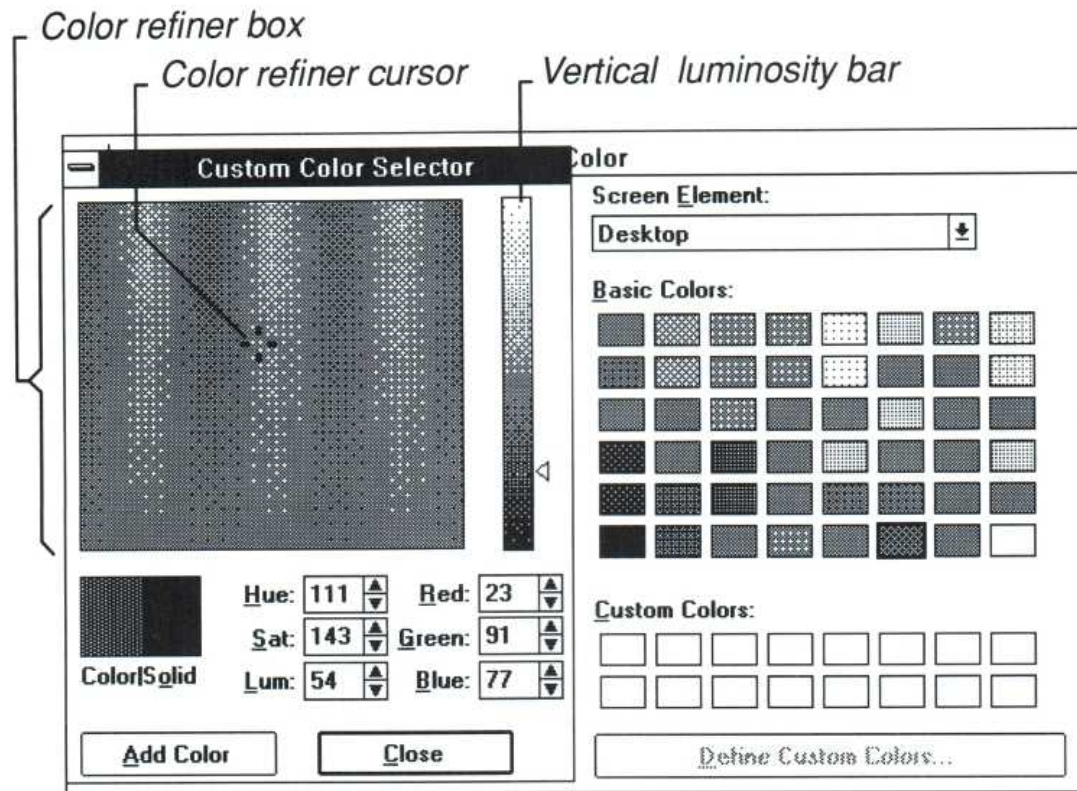 Color refiner box
Color refiner cursor
Vertical luminosity bar
Custom Color Selector
Color
Screen Element:
Desktop
Basic Colors:
Hue: 111
Red: 23
Sat: 143
Green: 91
Lum: 54
Blue: 77
Color|Solid
Add Color
Close
Custom Colors:
Define Custom Colors...